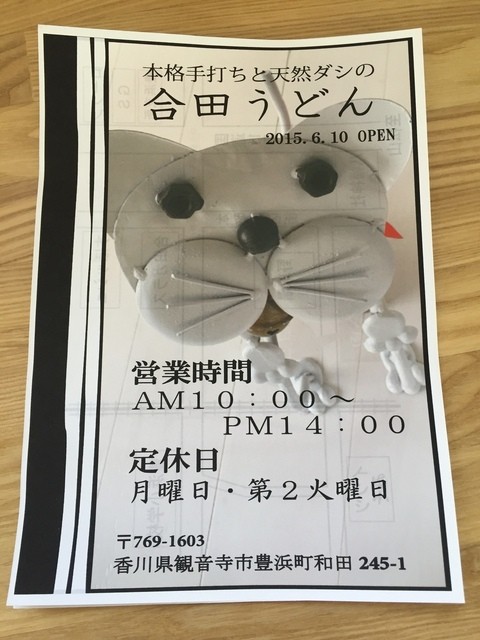 本格手打ちと天然ダシの
合田うどん
2015.6.10 OPEN
営業時間
AM10:00～
PM14:00
定休日
月曜日・第2火曜日
〒769-1603
香川県観音寺市豊浜町和田 245-1